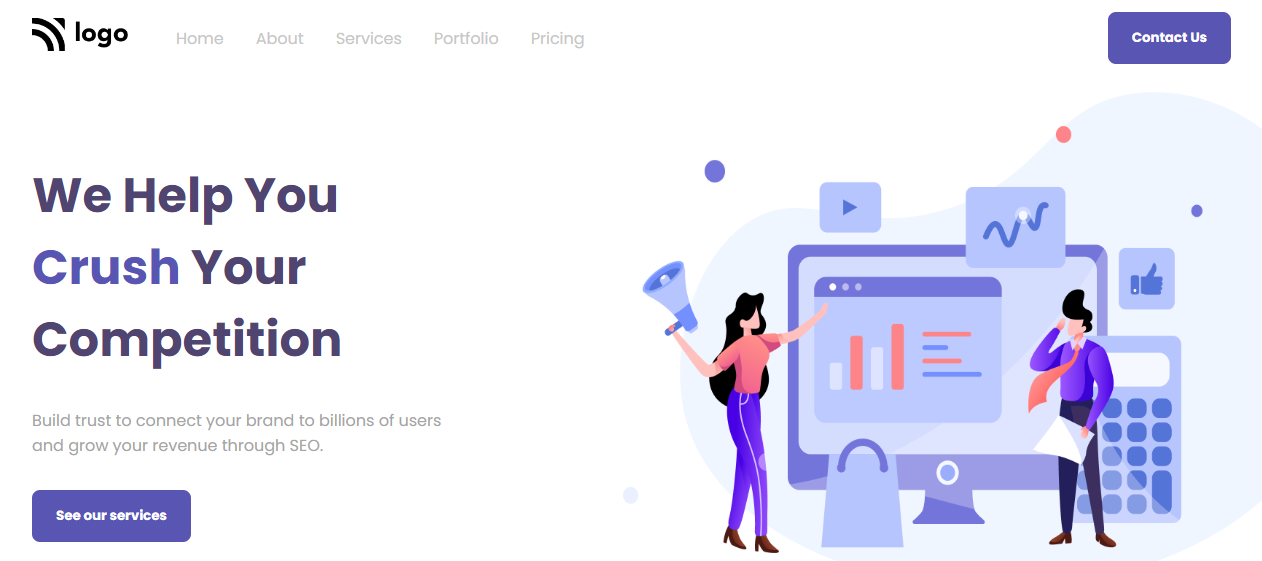 logo
Home About Services Portfolio Pricing
Contact Us
We Help You
Crush Your
Competition
Build trust to connect your brand to billions of users
and grow your revenue through SEO.
See our services